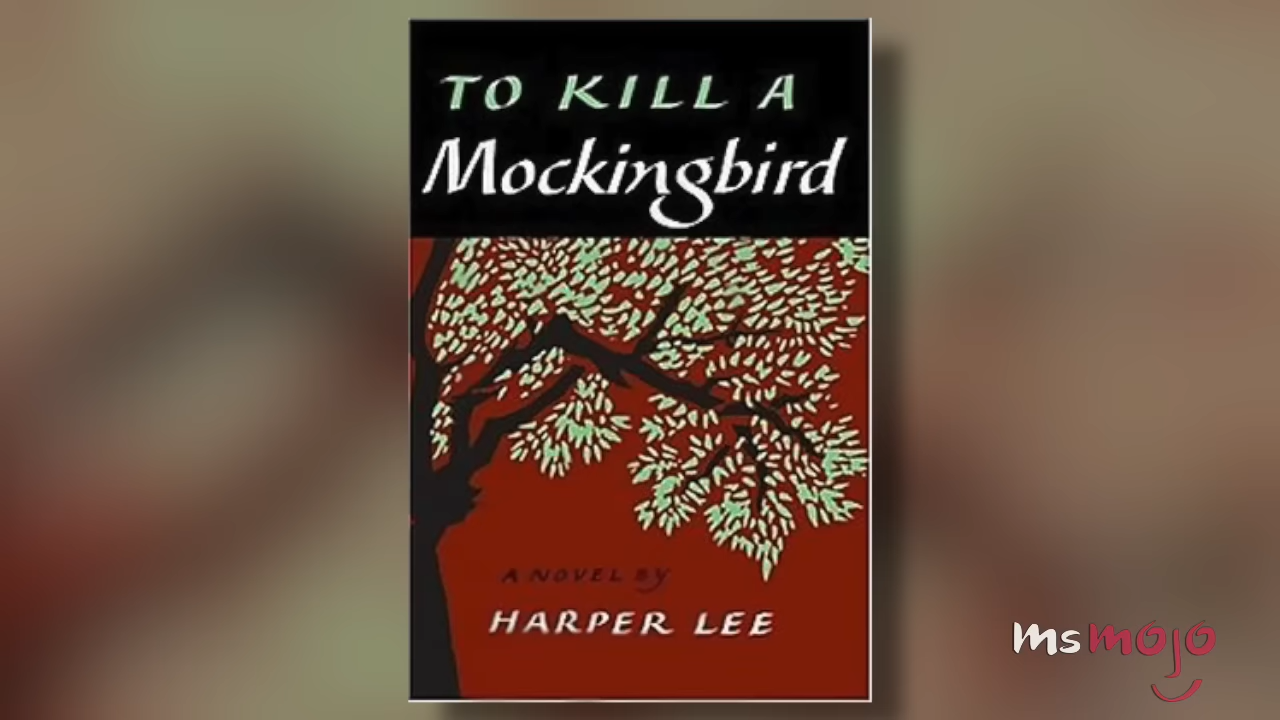 TO KILL A
Mockingbird
A NOVEL BY
HARPER LEE
msmojo